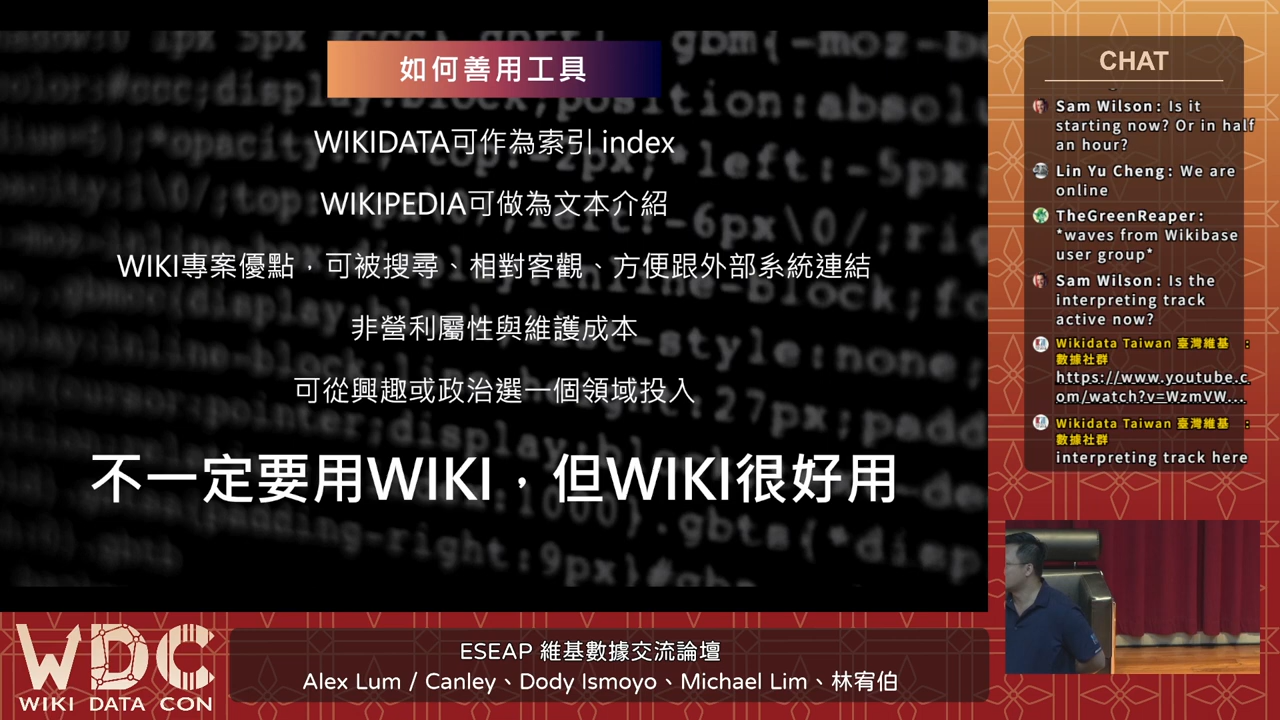 如何善用工具
WIKIDATA可作為索引 index
WIKIPEDIA可做為文本介紹
WIKI專案優點，可被搜尋、相對客觀、方便跟外部系統連結
非營利屬性與維護成本
可從興趣或政治選一個領域投入
不一定要用WIKI，但WIKI很好用
CHAT
Sam Wilson: Is it
starting now? Or in half
an hour?
Lin Yu Cheng: We are
online
TheGreenReaper:
*waves from Wikibase
user group*
Sam Wilson: Is the
interpreting track
active now?
Wikidata Taiwan 臺灣維基 :
數據社群
https://www.youtube.c
om/watch?v=WzmVW...
Wikidata Taiwan 臺灣維基 :
數據社群
interpreting track here
WDC
WIKI DATA CON
ESEAP 維基數據交流論壇
Alex Lum / Canley、Dody Ismoyo、Michael Lim、林宥伯